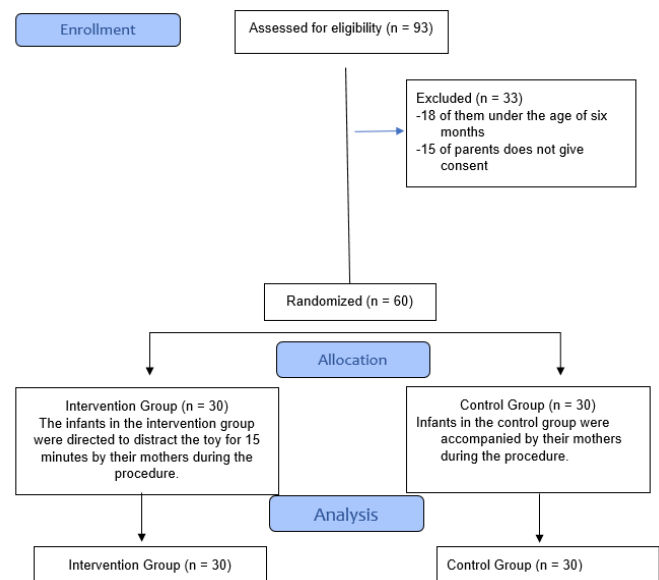 Enrollment
Assessed for eligibility (n = 93)
Excluded (n = 33)
-18 of them under the age of six
months
-15 of parents does not give
consent
Randomized (n = 60)
Allocation
Intervention Group (n = 30)
The infants in the intervention group
were directed to distract the toy for 15
minutes by their mothers during the
procedure.
Control Group (n = 30)
Infants in the control group were
accompanied by their mothers
during the procedure.
Analysis
Intervention Group (n = 30)
Control Group (n = 30)